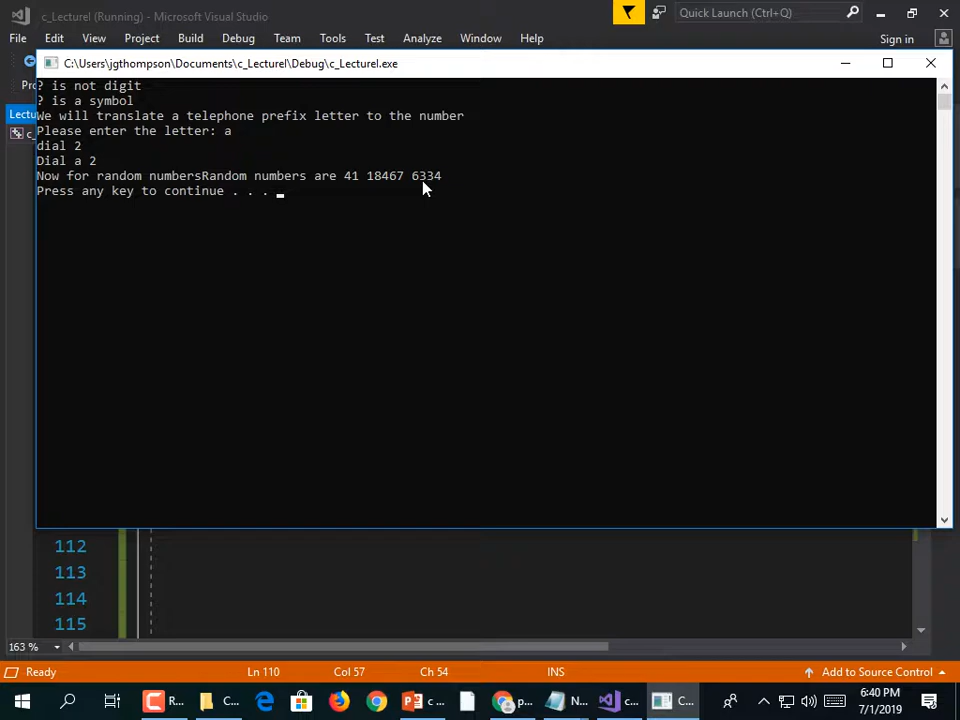 c_Lecturel (Running) - Microsoft Visual Studio
Quick Launch (Ctrl+Q)
File Edit View Project Build Debug Team Tools Test Analyze Window Help
Sign in
C:\Users\jgthompson\Documents\c_Lecturel\Debug\c_Lecturel.exe
Pr
Lectu
c_
? is not digit
? is a symbol
We will translate a telephone prefix letter to the number
Please enter the letter: a
dial 2
Dial a 2
Now for random numbersRandom numbers are 41 18467 6334
Press any key to continue . . .
112
113
114
115
163 %
Ready Ln 110 Col 57 Ch 54 INS Add to Source Control
R... C... c ... p... N... c... C...
6:40 PM
7/1/2019